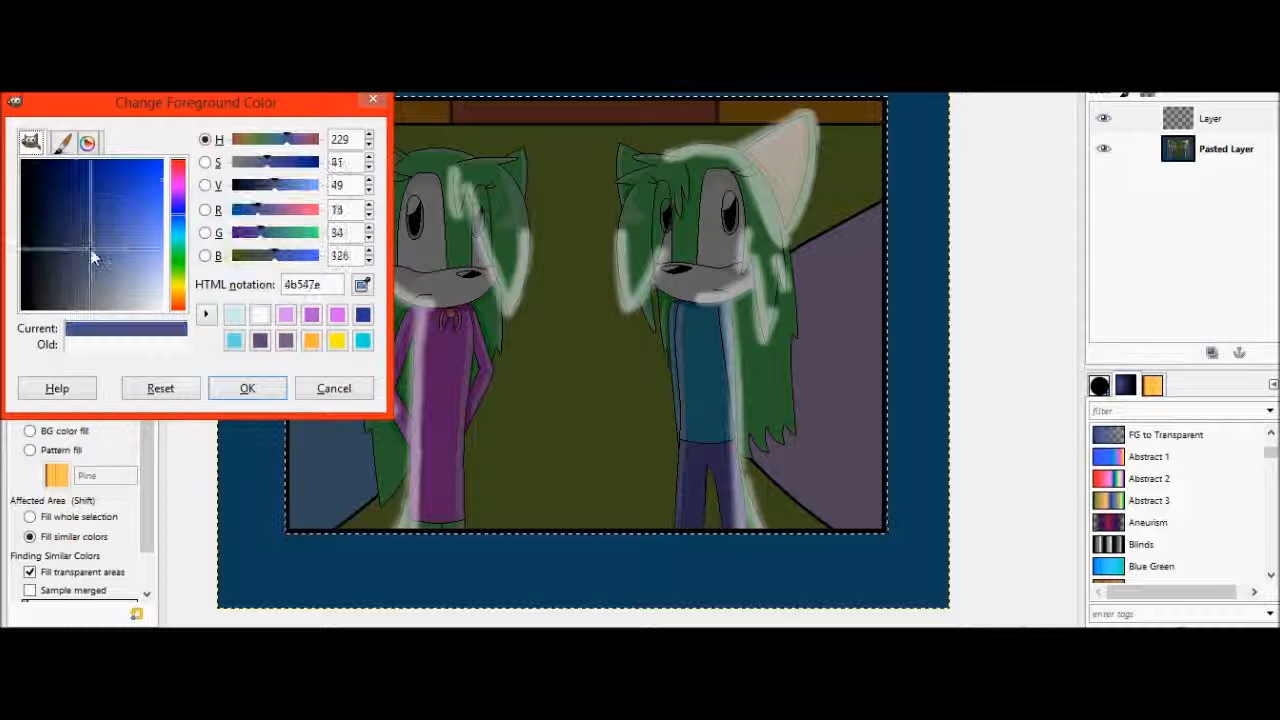 Change Foreground Color
H 229
S 41
V 49
R
G
B
HTML notation: 4b547e
Current:
Old:
Help Reset OK Cancel
BG color fill
Pattern fill
Pine
Affected Area (Shift)
Fill whole selection
Fill similar colors
Finding Similar Colors
Fill transparent areas
Sample merged
Layer
Pasted Layer
filter
FG to Transparent
Abstract 1
Abstract 2
Abstract 3
Aneurism
Blinds
Blue Green
enter tags